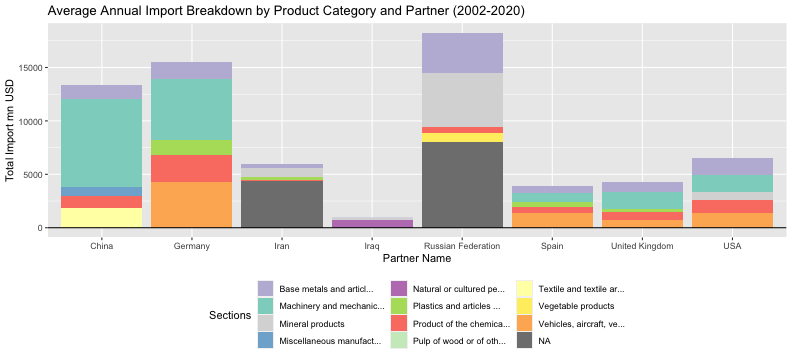 Average Annual Import Breakdown by Product Category and Partner (2002-2020)
Total Import mn USD
15000
10000
5000
0
China Germany Iran Iraq Russian Federation Spain United Kingdom USA
Partner Name
Sections
Base metals and articl... Natural or cultured pe... Textile and textile ar...
Machinery and mechanic... Plastics and articles ... Vegetable products
Mineral products Product of the chemica... Vehicles, aircraft, ve...
Miscellaneous manufact... Pulp of wood or of oth... NA